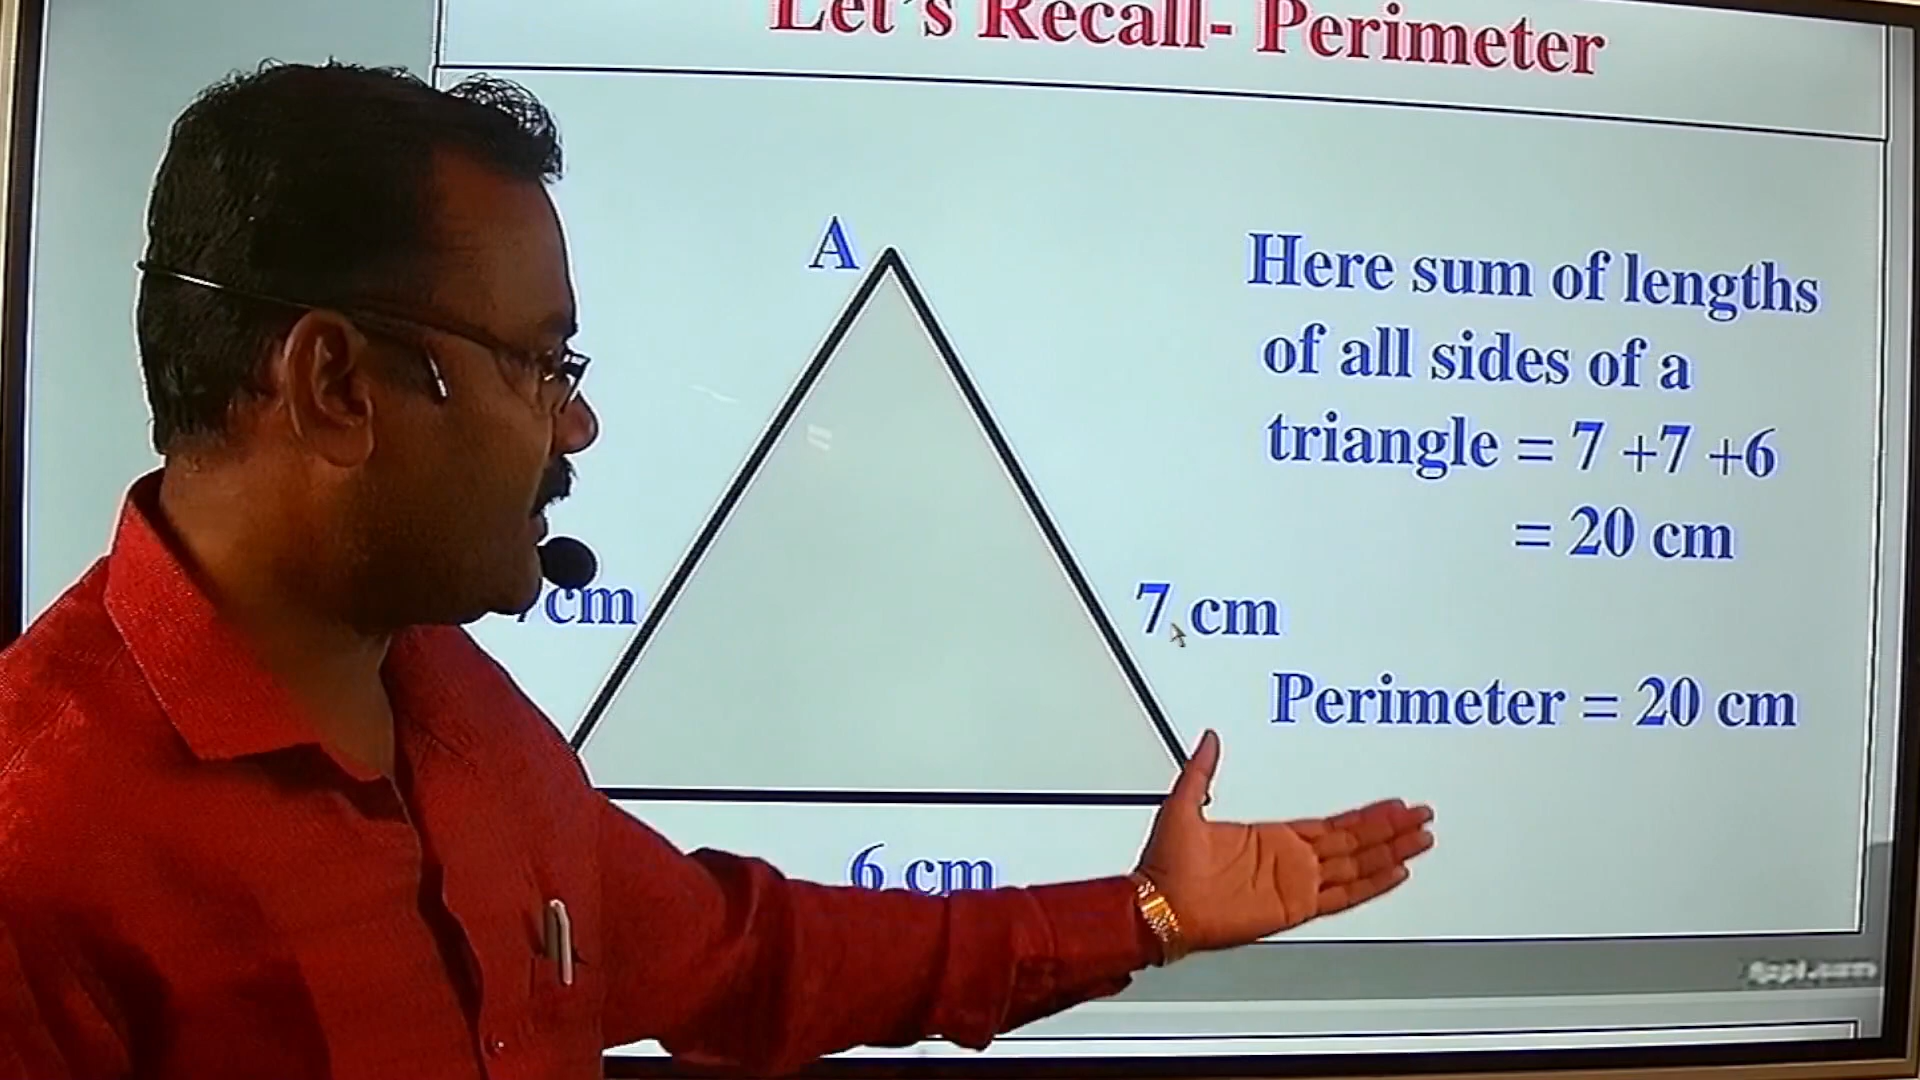 Let's Recall- Perimeter
A
Here sum of lengths
of all sides of a
triangle = 7 +7 +6
= 20 cm
7cm
7 cm
Perimeter = 20 cm
6 cm